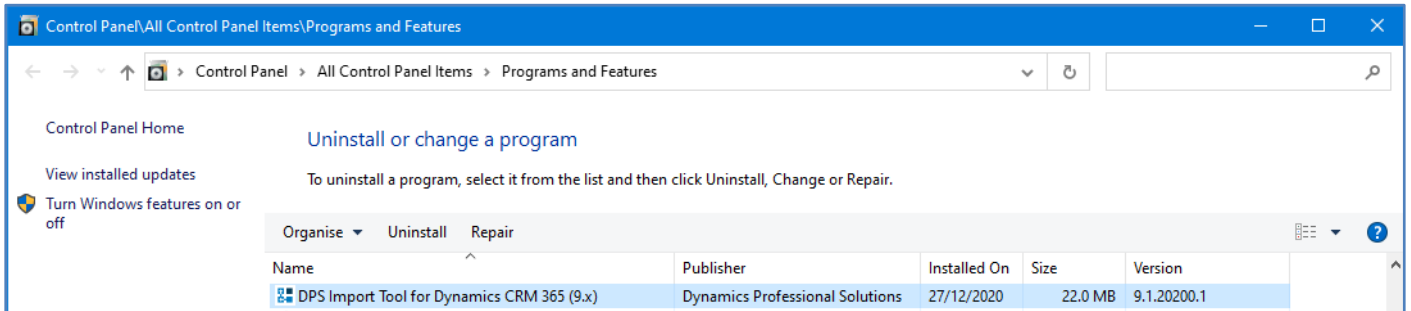 Control Panel\All Control Panel Items\Programs and Features
Control Panel > All Control Panel Items > Programs and Features
Control Panel Home
Uninstall or change a program
View installed updates
To uninstall a program, select it from the list and then click Uninstall, Change or Repair.
Turn Windows features on or
off
Organise Uninstall Repair
Name Publisher Installed On Size Version
DPS Import Tool for Dynamics CRM 365 (9.x) Dynamics Professional Solutions 27/12/2020 22.0 MB 9.1.20200.1